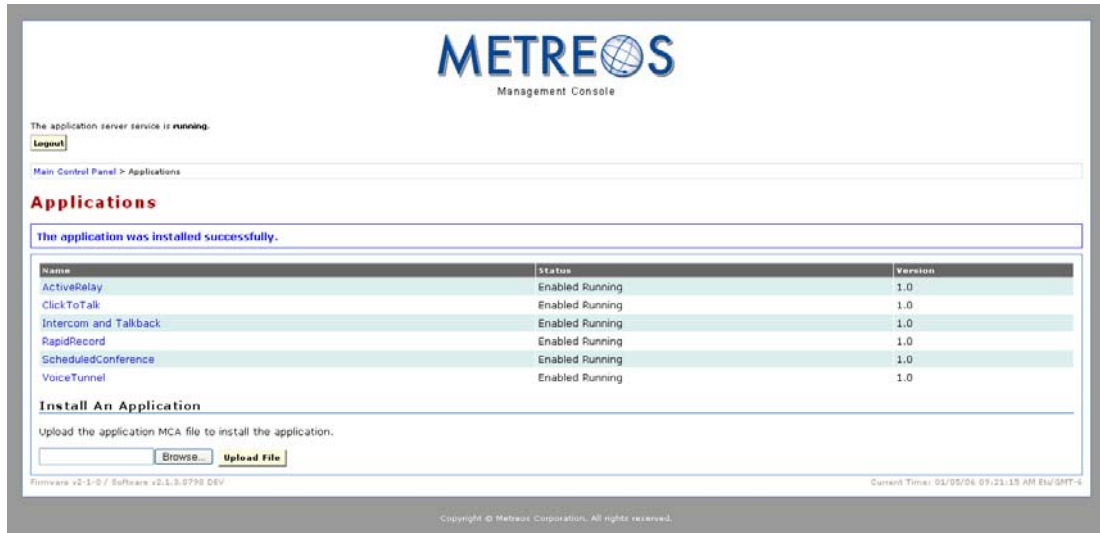 METREOS
Management Console
The application server service is running.
Logout
Main Control Panel > Applications
Applications
The application was installed successfully.
Name Status Version
ActiveRelay Enabled Running 1.0
ClickToTalk Enabled Running 1.0
Intercom and Talkback Enabled Running 1.0
RapidRecord Enabled Running 1.0
ScheduledConference Enabled Running 1.0
VoiceTunnel Enabled Running 1.0
Install An Application
Upload the application MCA file to install the application.
Browse... Upload File
Firmware v2-1-0 / Software v2.1.3.0798 DEV Current Time: 01/05/06 09:21:15 AM Etc/GMT-6
Copyright © Metreos Corporation. All rights reserved.